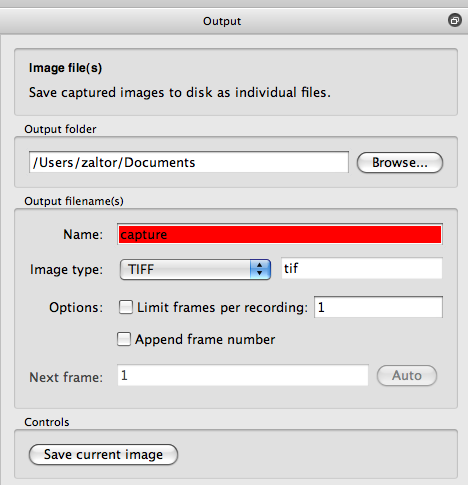 Output
Image file(s)
Save captured images to disk as individual files.
Output folder
/Users/zaltor/Documents Browse...
Output filename(s)
Name: capture
Image type: TIFF tif
Options: Limit frames per recording: 1
Append frame number
Next frame: 1 Auto
Controls
Save current image